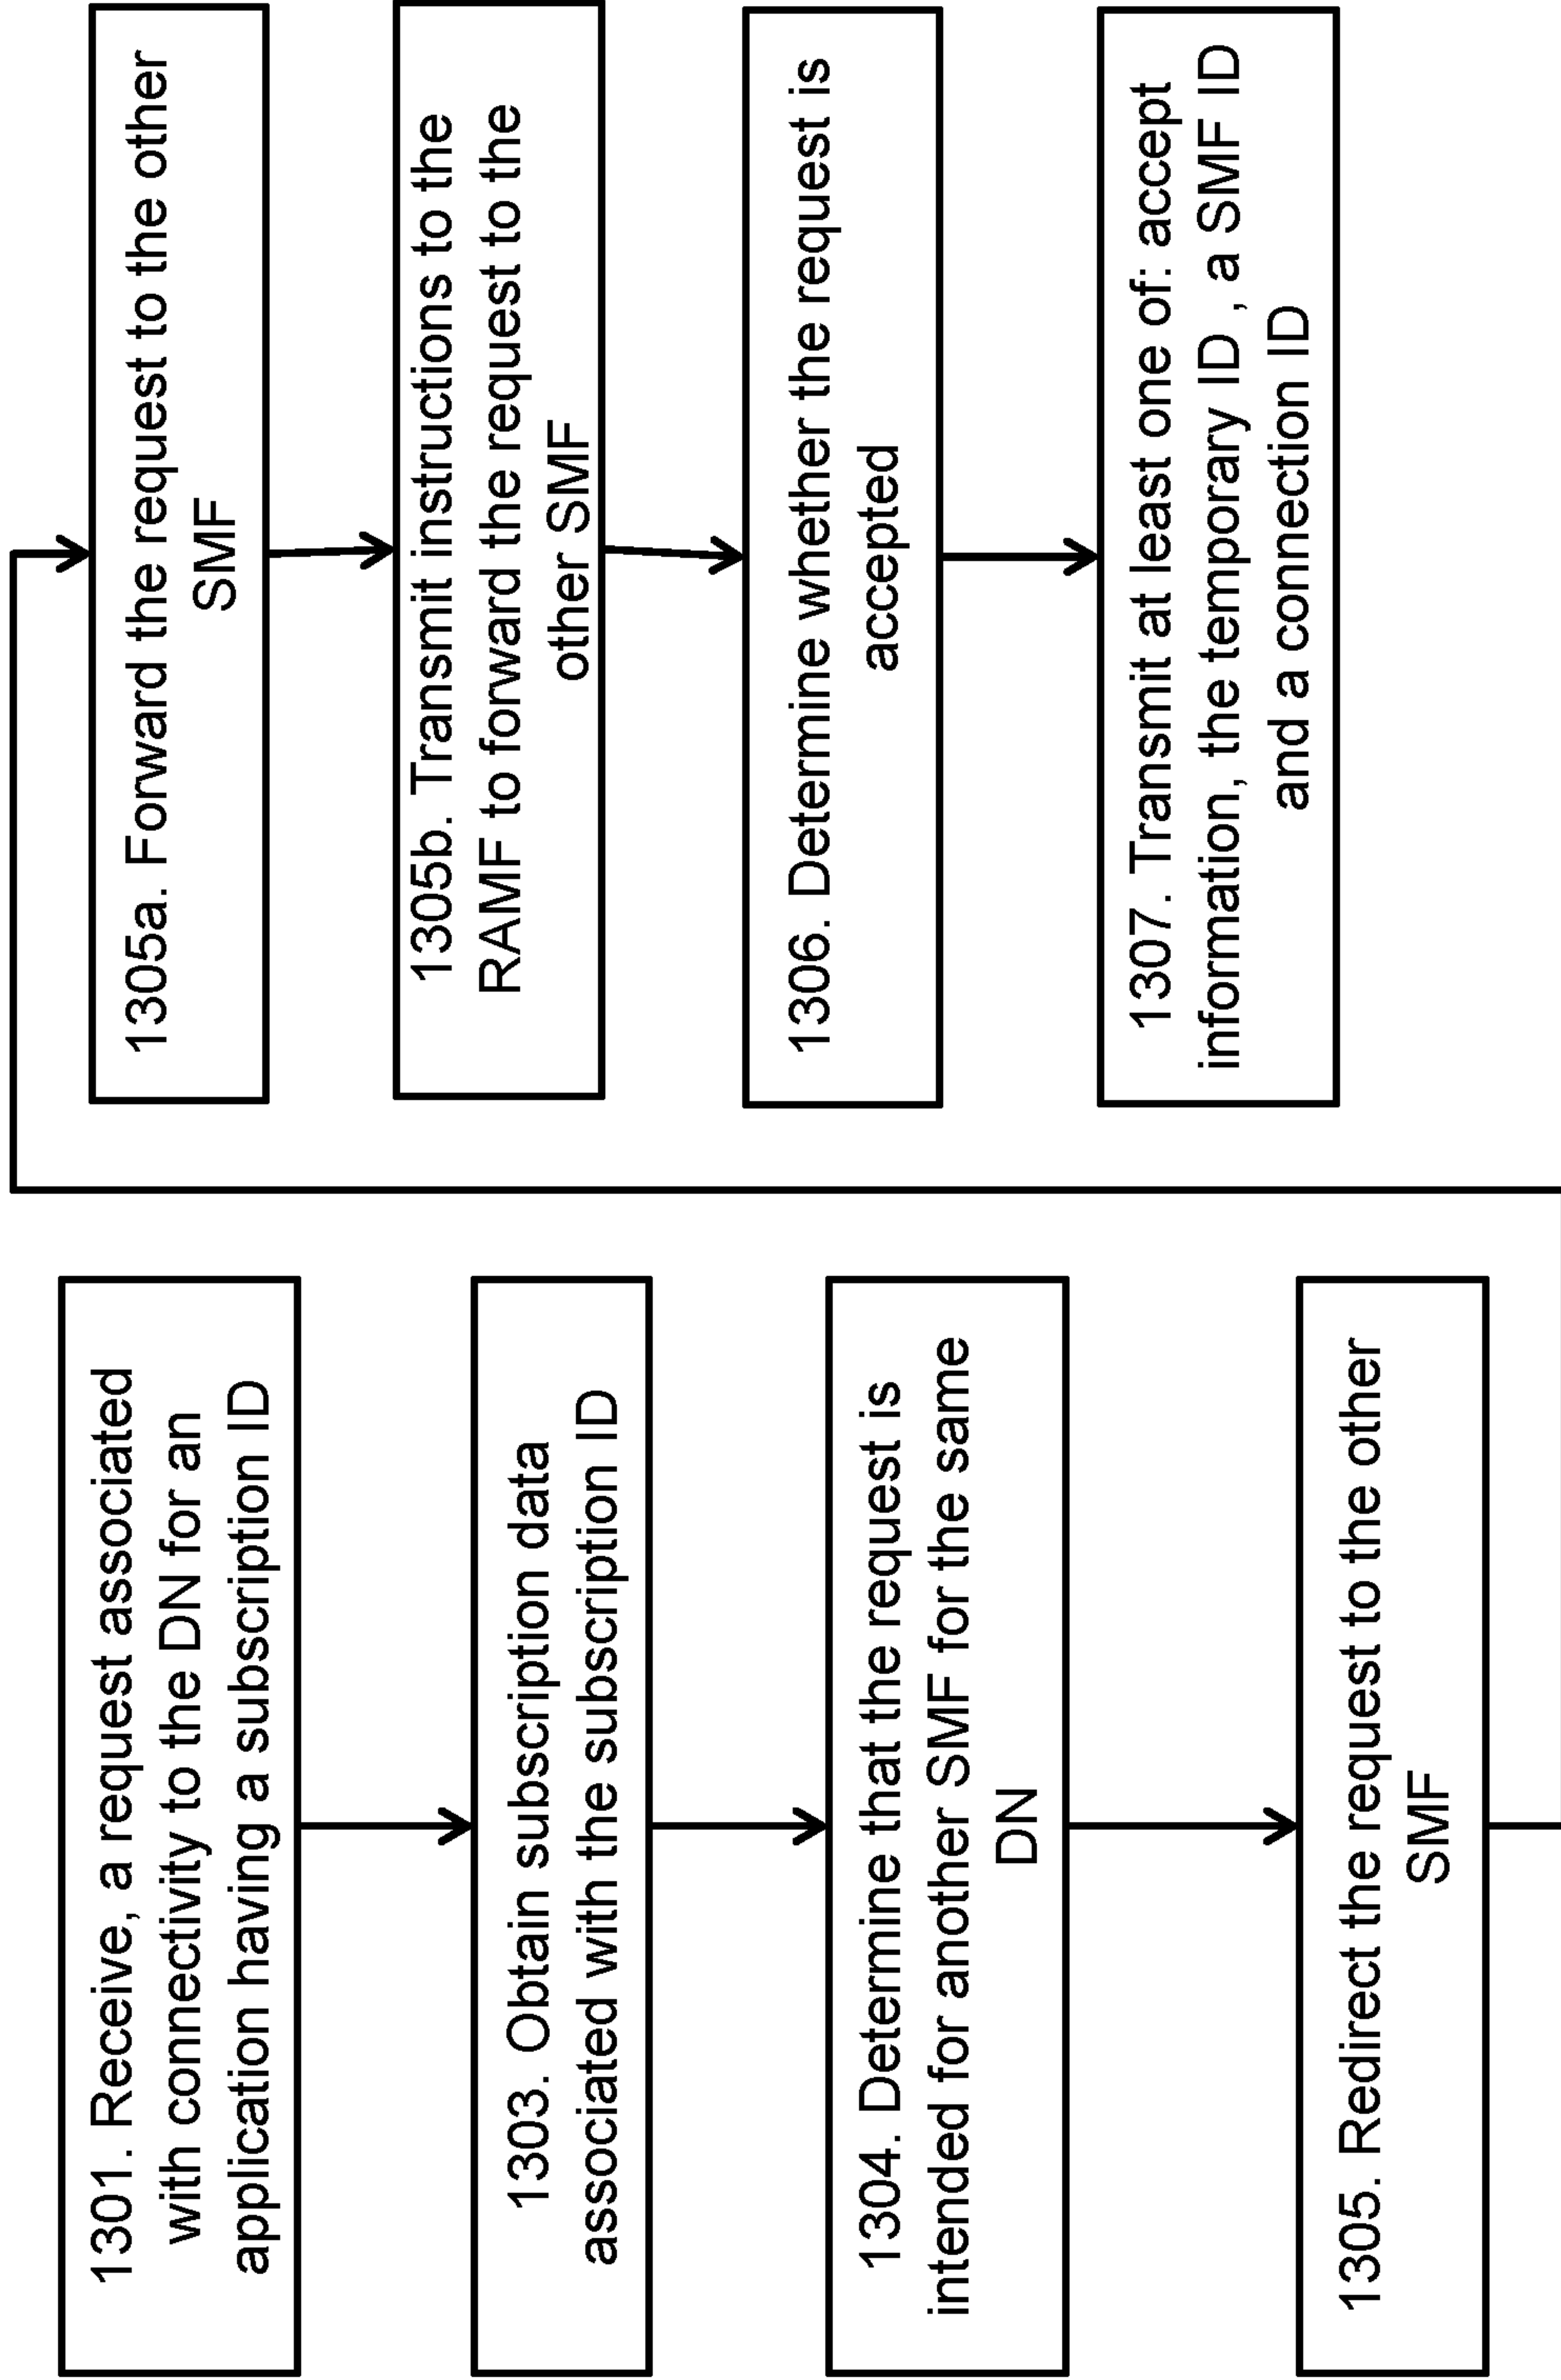 1301. Receive, a request associated
with connectivity to the DN for an
application having a subscription ID
1303. Obtain subscription data
associated with the subscription ID
1304. Determine that the request is
intended for another SMF for the same
DN
1305. Redirect the request to the other
SMF
1305a. Forward the request to the other
SMF
1305b. Transmit instructions to the
RAMF to forward the request to the
other SMF
1306. Determine whether the request is
accepted
1307. Transmit at least one of: accept
information, the temporary ID , a SMF ID
and a connection ID